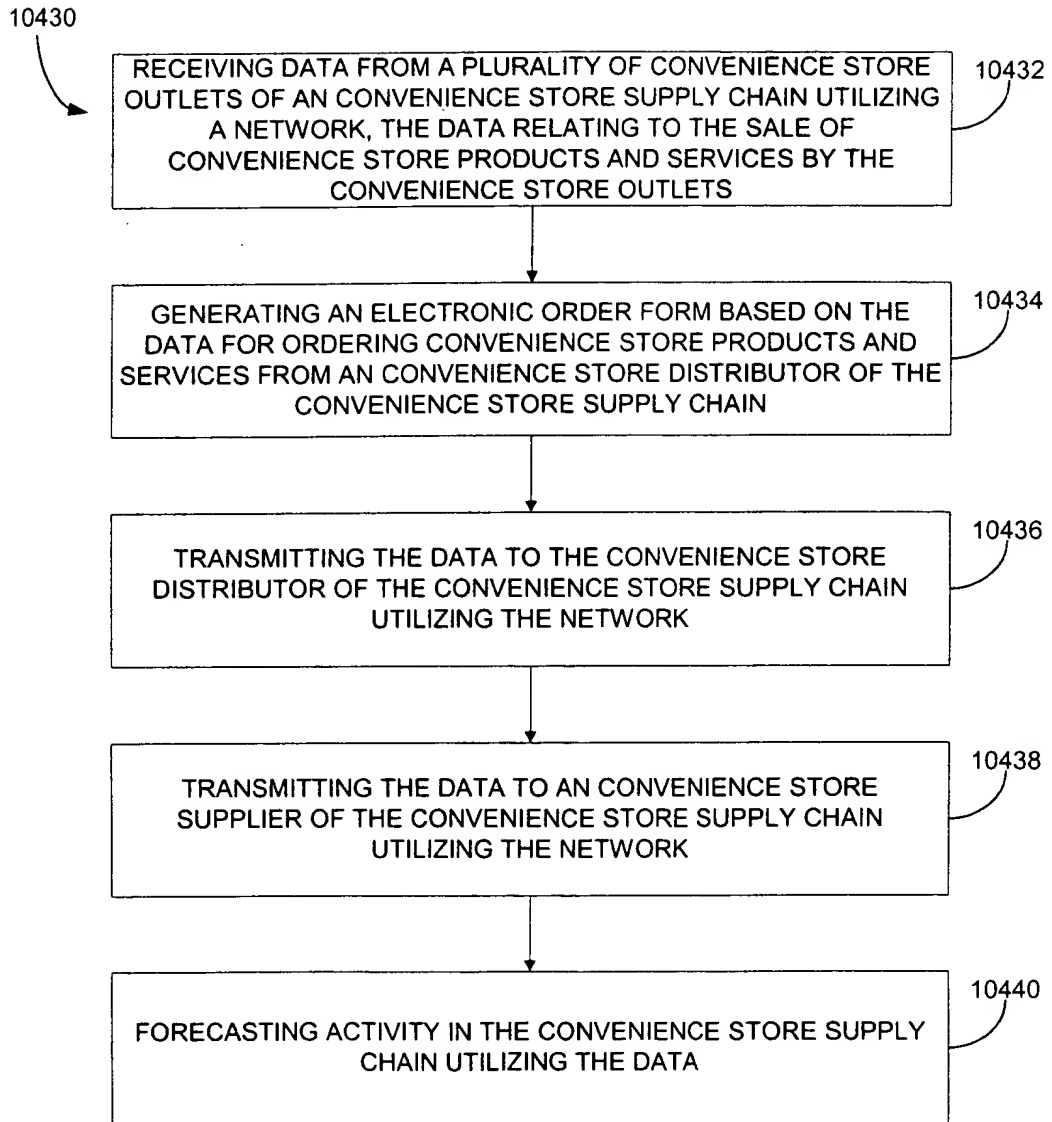 10430
RECEIVING DATA FROM A PLURALITY OF CONVENIENCE STORE
OUTLETS OF AN CONVENIENCE STORE SUPPLY CHAIN UTILIZING
A NETWORK, THE DATA RELATING TO THE SALE OF
CONVENIENCE STORE PRODUCTS AND SERVICES BY THE
CONVENIENCE STORE OUTLETS
10432
GENERATING AN ELECTRONIC ORDER FORM BASED ON THE
DATA FOR ORDERING CONVENIENCE STORE PRODUCTS AND
SERVICES FROM AN CONVENIENCE STORE DISTRIBUTOR OF THE
CONVENIENCE STORE SUPPLY CHAIN
10434
TRANSMITTING THE DATA TO THE CONVENIENCE STORE
DISTRIBUTOR OF THE CONVENIENCE STORE SUPPLY CHAIN
UTILIZING THE NETWORK
10436
TRANSMITTING THE DATA TO AN CONVENIENCE STORE
SUPPLIER OF THE CONVENIENCE STORE SUPPLY CHAIN
UTILIZING THE NETWORK
10438
FORECASTING ACTIVITY IN THE CONVENIENCE STORE SUPPLY
CHAIN UTILIZING THE DATA
10440